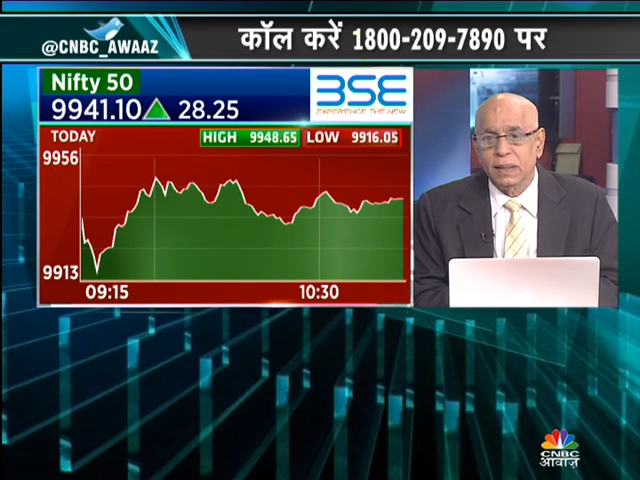 @CNBC_AWAAZ
कॉल करें 1800-209-7890 पर
Nifty 50
9941.10 28.25
BSE
EXPERIENCE THE NEW
TODAY
HIGH 9948.65 LOW 9916.05
9956
9913
09:15 10:30
CNBC
आवाज़